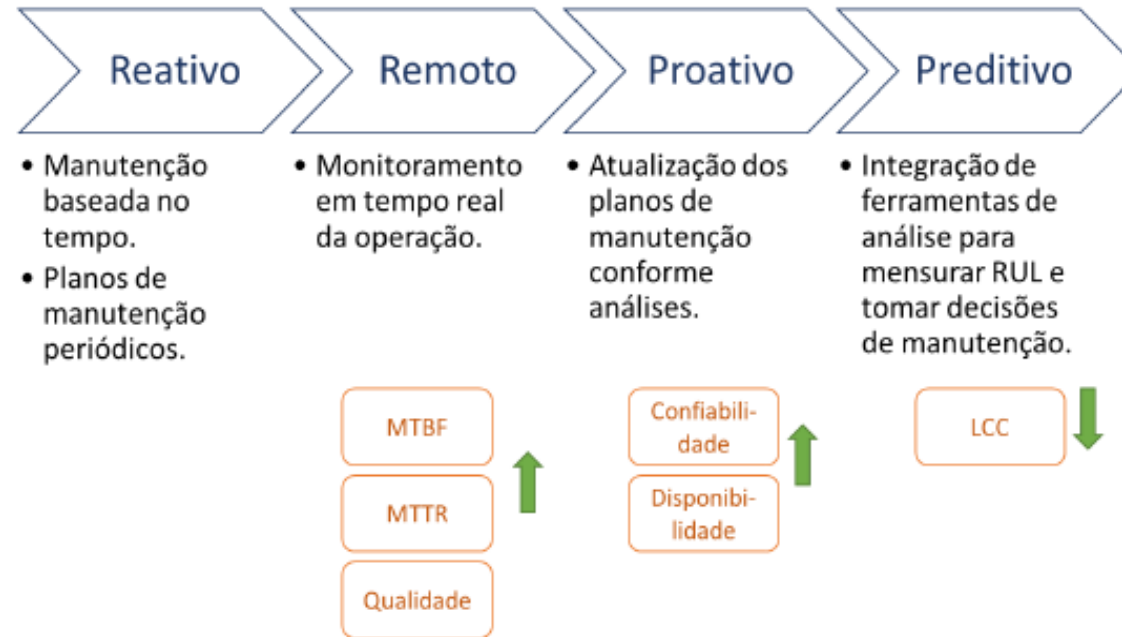 Reativo
• Manutenção
baseada no
tempo.
• Planos de
manutenção
periódicos.
Remoto
• Monitoramento
em tempo real
da operação.
MTBF
MTTR
Qualidade
Proativo
• Atualização dos
planos de
manutenção
conforme
análises.
Confiabili-
dade
Disponibi-
lidade
Preditivo
• Integração de
ferramentas de
análise para
mensurar RUL e
tomar decisões
de manutenção.
LCC